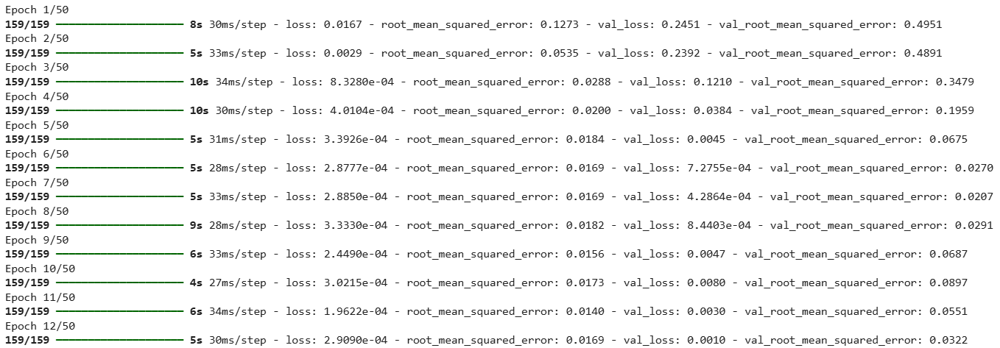 Epoch 1/50
159/159 ━━━━━━━━━━━━━━━━━━━━ 8s 30ms/step - loss: 0.0167 - root_mean_squared_error: 0.1273 - val_loss: 0.2451 - val_root_mean_squared_error: 0.4951
Epoch 2/50
159/159 ━━━━━━━━━━━━━━━━━━━━ 5s 33ms/step - loss: 0.0029 - root_mean_squared_error: 0.0535 - val_loss: 0.2392 - val_root_mean_squared_error: 0.4891
Epoch 3/50
159/159 ━━━━━━━━━━━━━━━━━━━━ 10s 34ms/step - loss: 8.3280e-04 - root_mean_squared_error: 0.0288 - val_loss: 0.1210 - val_root_mean_squared_error: 0.3479
Epoch 4/50
159/159 ━━━━━━━━━━━━━━━━━━━━ 10s 30ms/step - loss: 4.0104e-04 - root_mean_squared_error: 0.0200 - val_loss: 0.0384 - val_root_mean_squared_error: 0.1959
Epoch 5/50
159/159 ━━━━━━━━━━━━━━━━━━━━ 5s 31ms/step - loss: 3.3926e-04 - root_mean_squared_error: 0.0184 - val_loss: 0.0045 - val_root_mean_squared_error: 0.0675
Epoch 6/50
159/159 ━━━━━━━━━━━━━━━━━━━━ 5s 28ms/step - loss: 2.8777e-04 - root_mean_squared_error: 0.0169 - val_loss: 7.2755e-04 - val_root_mean_squared_error: 0.0270
Epoch 7/50
159/159 ━━━━━━━━━━━━━━━━━━━━ 5s 33ms/step - loss: 2.8850e-04 - root_mean_squared_error: 0.0169 - val_loss: 4.2864e-04 - val_root_mean_squared_error: 0.0207
Epoch 8/50
159/159 ━━━━━━━━━━━━━━━━━━━━ 9s 28ms/step - loss: 3.3330e-04 - root_mean_squared_error: 0.0182 - val_loss: 8.4403e-04 - val_root_mean_squared_error: 0.0291
Epoch 9/50
159/159 ━━━━━━━━━━━━━━━━━━━━ 6s 33ms/step - loss: 2.4490e-04 - root_mean_squared_error: 0.0156 - val_loss: 0.0047 - val_root_mean_squared_error: 0.0687
Epoch 10/50
159/159 ━━━━━━━━━━━━━━━━━━━━ 4s 27ms/step - loss: 3.0215e-04 - root_mean_squared_error: 0.0173 - val_loss: 0.0080 - val_root_mean_squared_error: 0.0897
Epoch 11/50
159/159 ━━━━━━━━━━━━━━━━━━━━ 6s 34ms/step - loss: 1.9622e-04 - root_mean_squared_error: 0.0140 - val_loss: 0.0030 - val_root_mean_squared_error: 0.0551
Epoch 12/50
159/159 ━━━━━━━━━━━━━━━━━━━━ 5s 30ms/step - loss: 2.9090e-04 - root_mean_squared_error: 0.0169 - val_loss: 0.0010 - val_root_mean_squared_error: 0.0322